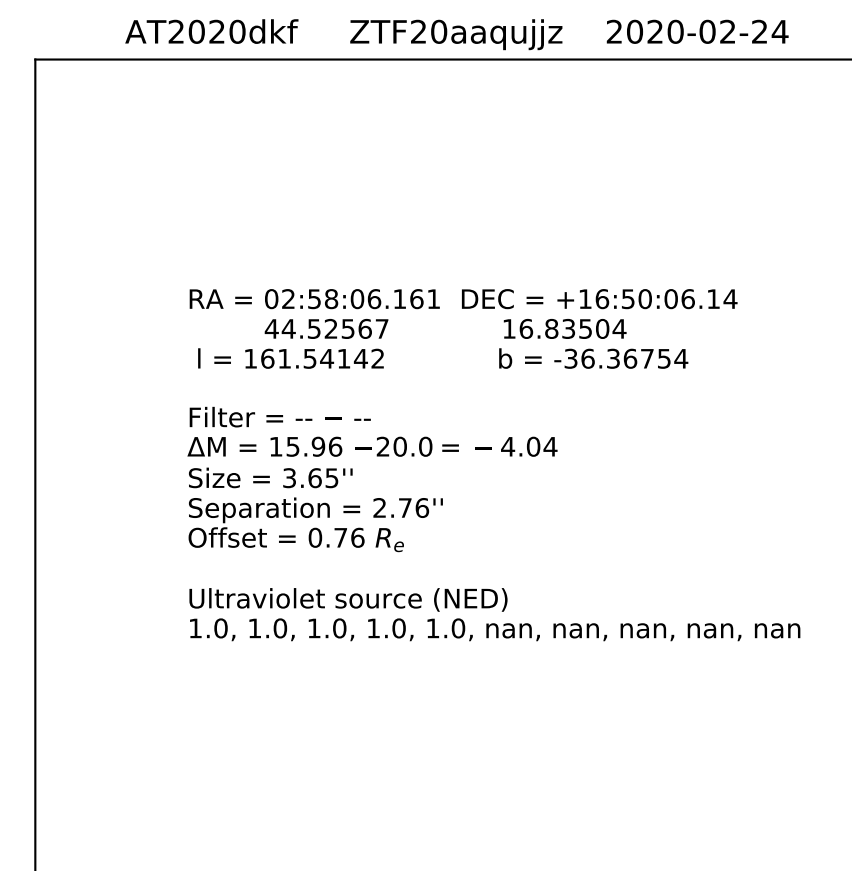 AT2020dkf ZTF20aaqujjz 2020-02-24
RA = 02:58:06.161 DEC = +16:50:06.14
44.52567 16.83504
l = 161.54142 b = -36.36754
Filter = -- − --
ΔM = 15.96 −20.0 = − 4.04
Size = 3.65''
Separation = 2.76''
Offset = 0.76 Re
Ultraviolet source (NED)
1.0, 1.0, 1.0, 1.0, 1.0, nan, nan, nan, nan, nan